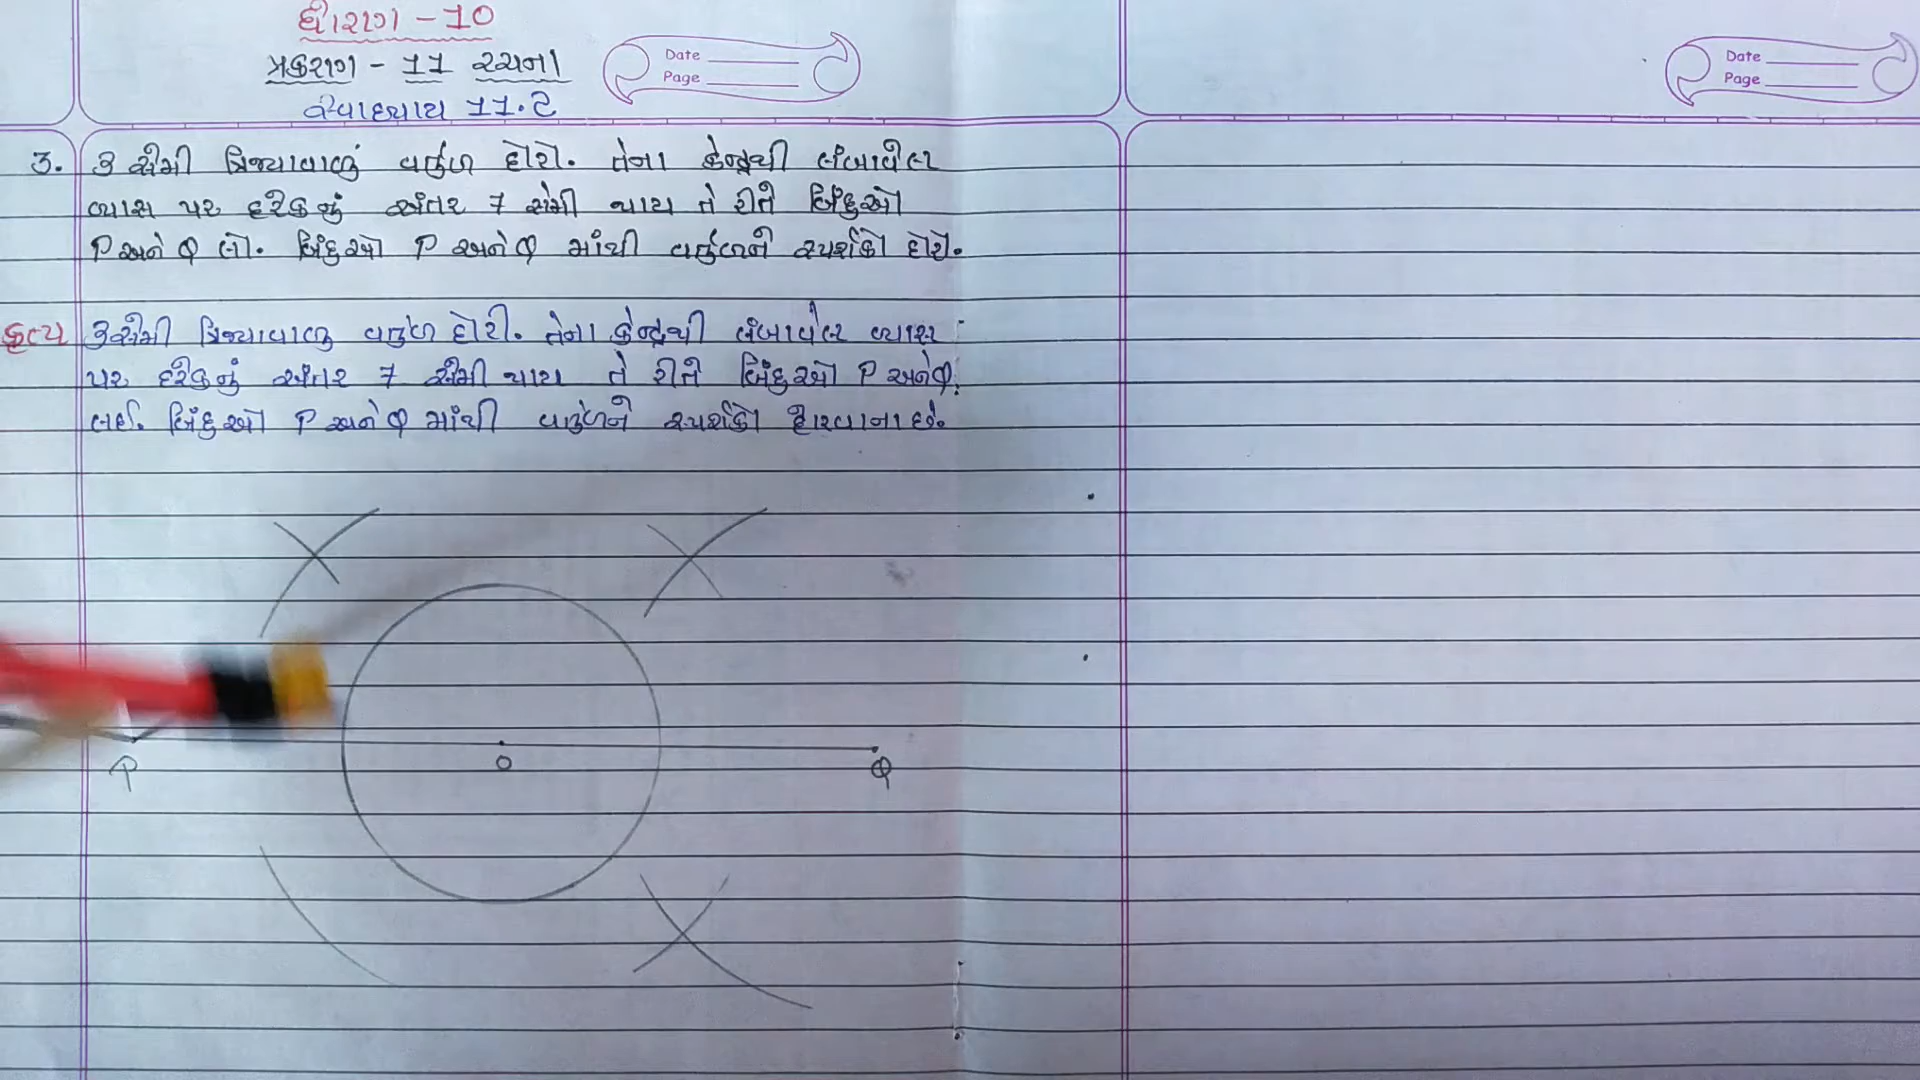 ધોરણ - 10
પ્રકરણ - 11 રચના
સ્વાધ્યાય 11.2
Date
Page
Date
Page
3. 3 સેમી ત્રિજ્યાવાળું વર્તુળ દોરો. તેના કેન્દ્રથી લંબાવેલ
વ્યાસ પર દરેકનું અંતર 7 સેમી થાય તે રીતે બિંદુઓ
P અને Q લો. બિંદુઓ P અને Q માંથી વર્તુળને સ્પર્શકો દોરો.
કૃત્ય 3 સેમી ત્રિજ્યાવાળુ વર્તુળ દોરી. તેના કેન્દ્રથી લંબાવેલ વ્યાસ
પર દરેકનું અંતર 7 સેમી થાય તે રીતે બિંદુઓ P અને Q
લઈ. બિંદુઓ P અને Q માંથી વર્તુળને સ્પર્શકો દોરવાના છે.
P O Q